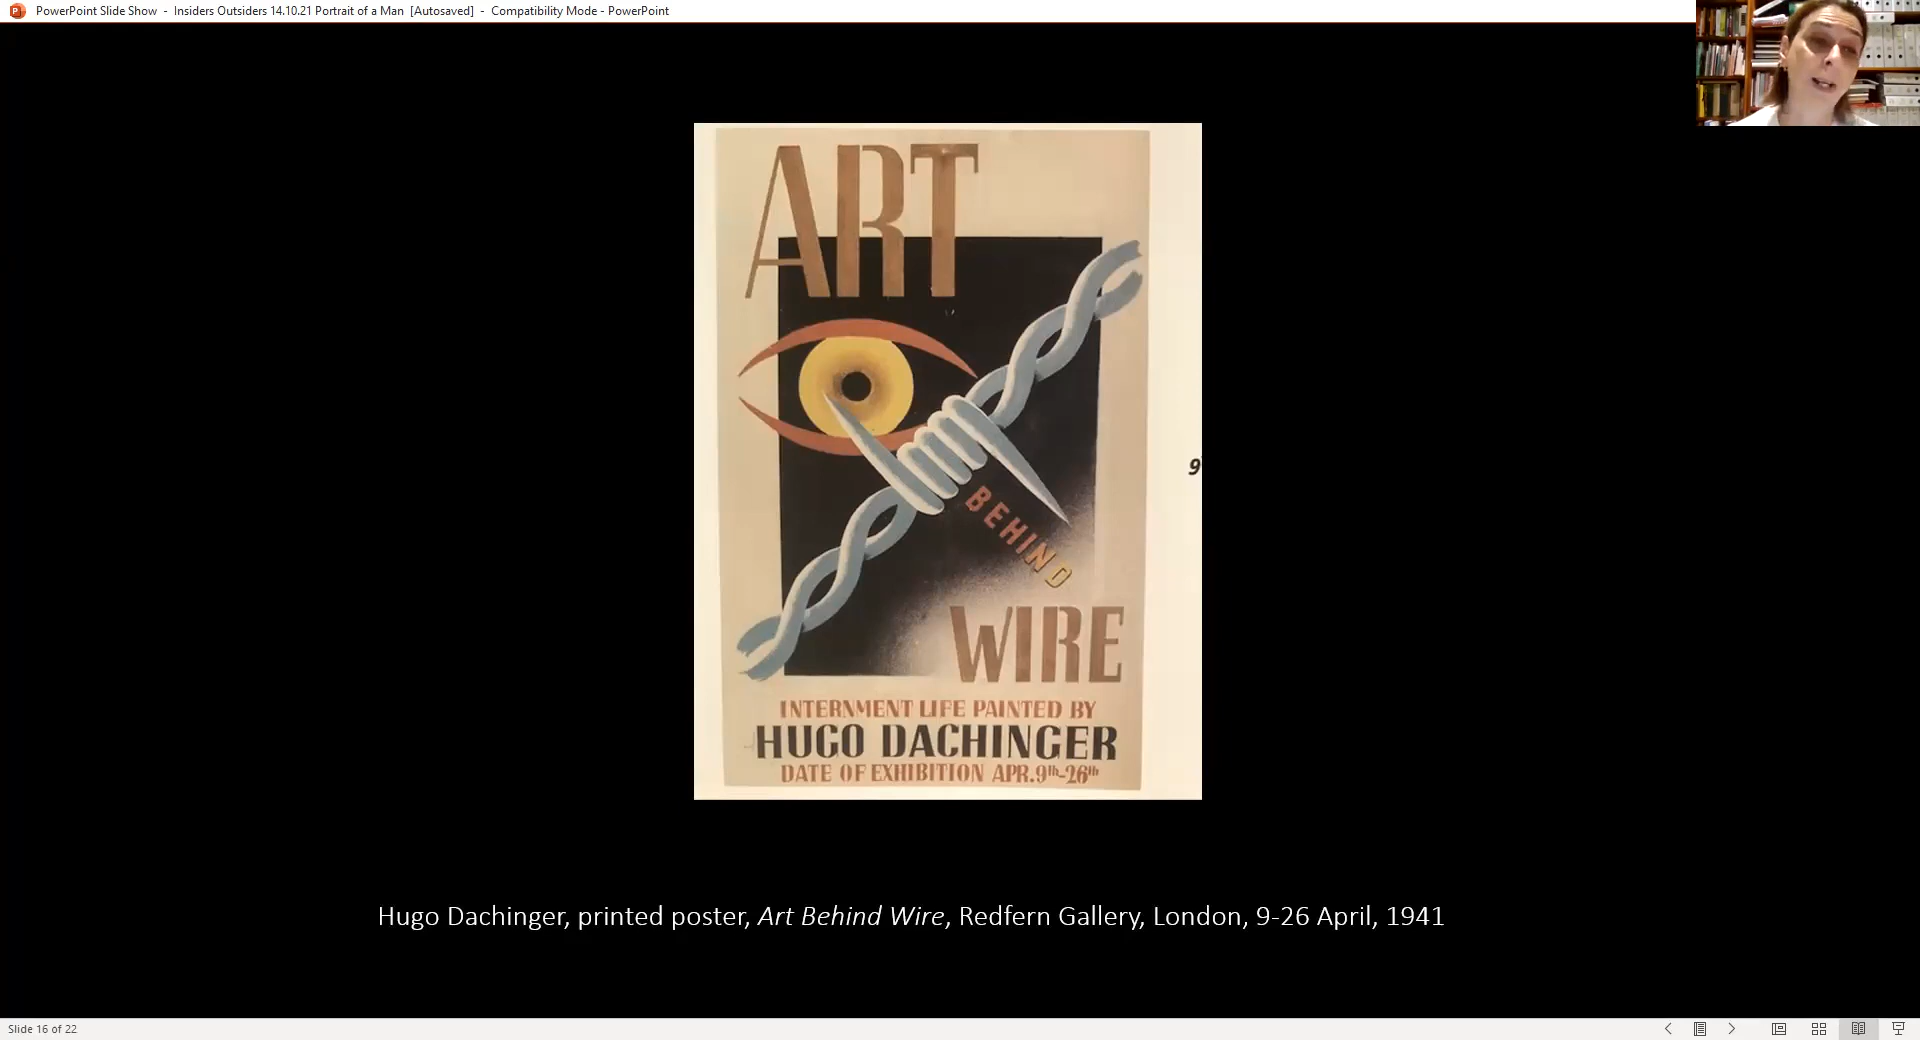 PowerPoint Slide Show - Insiders Outsiders 14.10.21 Portrait of a Man [Autosaved] - Compatibility Mode - PowerPoint
ART
BEHIND
WIRE
9
INTERNMENT LIFE PAINTED BY
HUGO DACHINGER
DATE OF EXHIBITION APR. 9th-26th
Hugo Dachinger, printed poster, Art Behind Wire, Redfern Gallery, London, 9-26 April, 1941
Slide 16 of 22